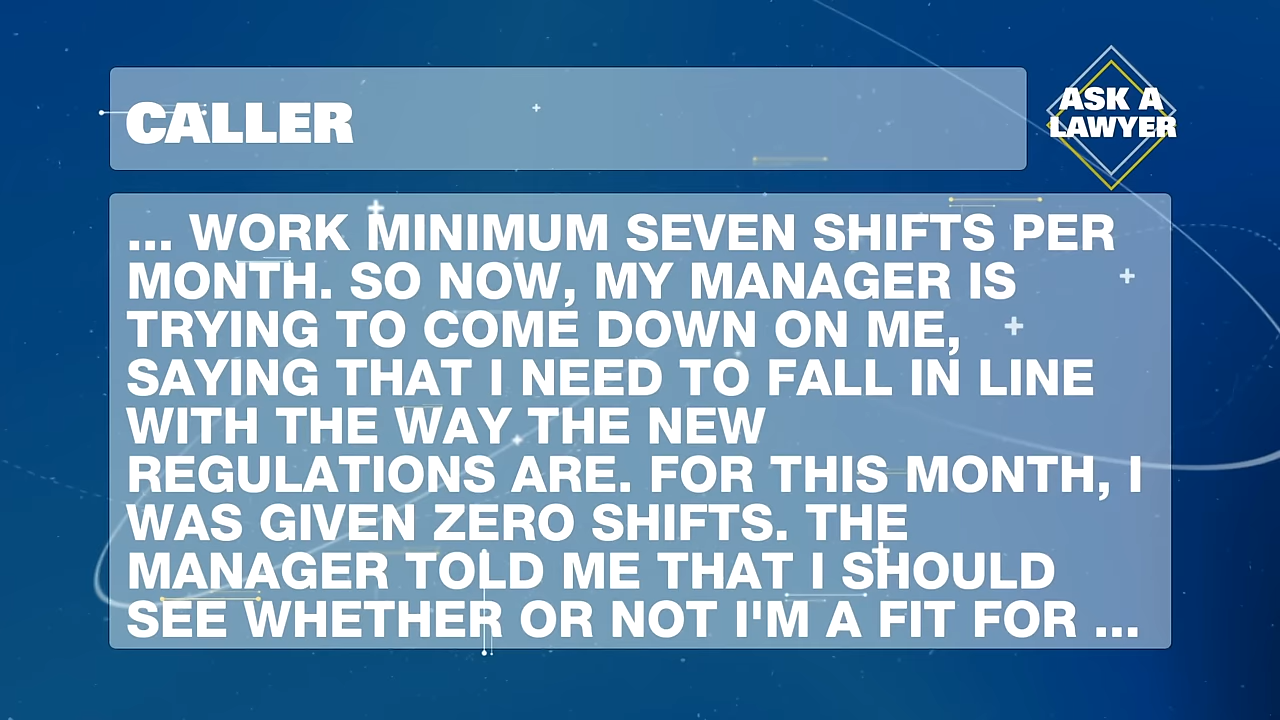 CALLER
ASK A
LAWYER
... WORK MINIMUM SEVEN SHIFTS PER
MONTH. SO NOW, MY MANAGER IS
TRYING TO COME DOWN ON ME,
SAYING THAT I NEED TO FALL IN LINE
WITH THE WAY THE NEW
REGULATIONS ARE. FOR THIS MONTH, I
WAS GIVEN ZERO SHIFTS. THE
MANAGER TOLD ME THAT I SHOULD
SEE WHETHER OR NOT I'M A FIT FOR ...